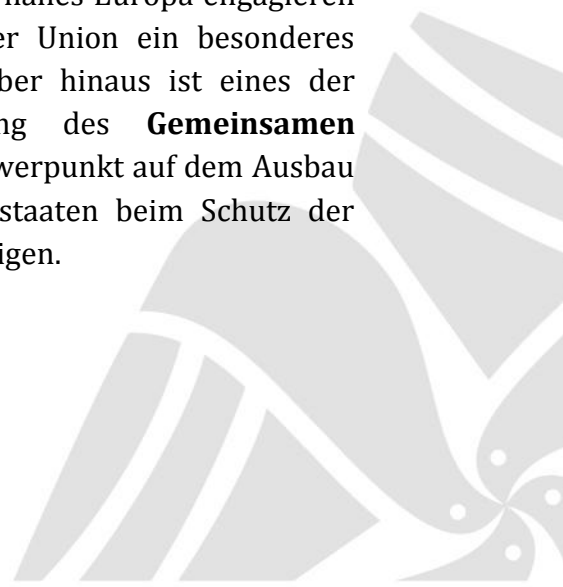 nahes Europa engagieren
er Union ein besonderes
ber hinaus ist eines der
ng des Gemeinsamen
werpunkt auf dem Ausbau
staaten beim Schutz der
igen.